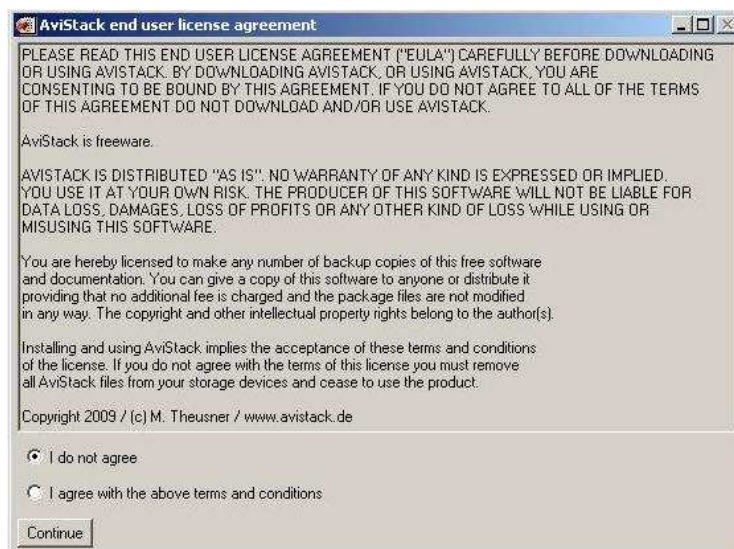 AviStack end user license agreement
PLEASE READ THIS END USER LICENSE AGREEMENT ("EULA") CAREFULLY BEFORE DOWNLOADING
OR USING AVISTACK. BY DOWNLOADING AVISTACK, OR USING AVISTACK, YOU ARE
CONSENTING TO BE BOUND BY THIS AGREEMENT. IF YOU DO NOT AGREE TO ALL OF THE TERMS
OF THIS AGREEMENT DO NOT DOWNLOAD AND/OR USE AVISTACK.
AviStack is freeware.
AVISTACK IS DISTRIBUTED "AS IS". NO WARRANTY OF ANY KIND IS EXPRESSED OR IMPLIED.
YOU USE IT AT YOUR OWN RISK. THE PRODUCER OF THIS SOFTWARE WILL NOT BE LIABLE FOR
DATA LOSS, DAMAGES, LOSS OF PROFITS OR ANY OTHER KIND OF LOSS WHILE USING OR
MISUSING THIS SOFTWARE.
You are hereby licensed to make any number of backup copies of this free software
and documentation. You can give a copy of this software to anyone or distribute it
providing that no additional fee is charged and the package files are not modified
in any way. The copyright and other intellectual property rights belong to the author(s).
Installing and using AviStack implies the acceptance of these terms and conditions
of the license. If you do not agree with the terms of this license you must remove
all AviStack files from your storage devices and cease to use the product.
Copyright 2009 / (c) M. Theusner / www.avistack.de
I do not agree
I agree with the above terms and conditions
Continue